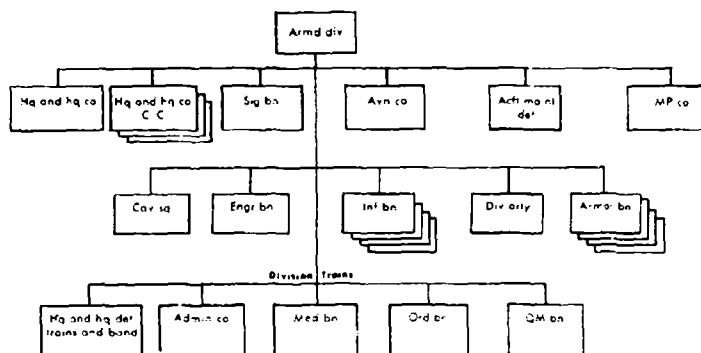 Armd div
Hq and hq co
Hq and hq co
C C
Sig bn
Avn co
Acft maint
det
MP co
Cav sq
Engr bn
Inf bn
Div arty
Armor bn
Division Trains
Hq and hq det
trains and band
Admin co
Med bn
Ord bn
QM bn